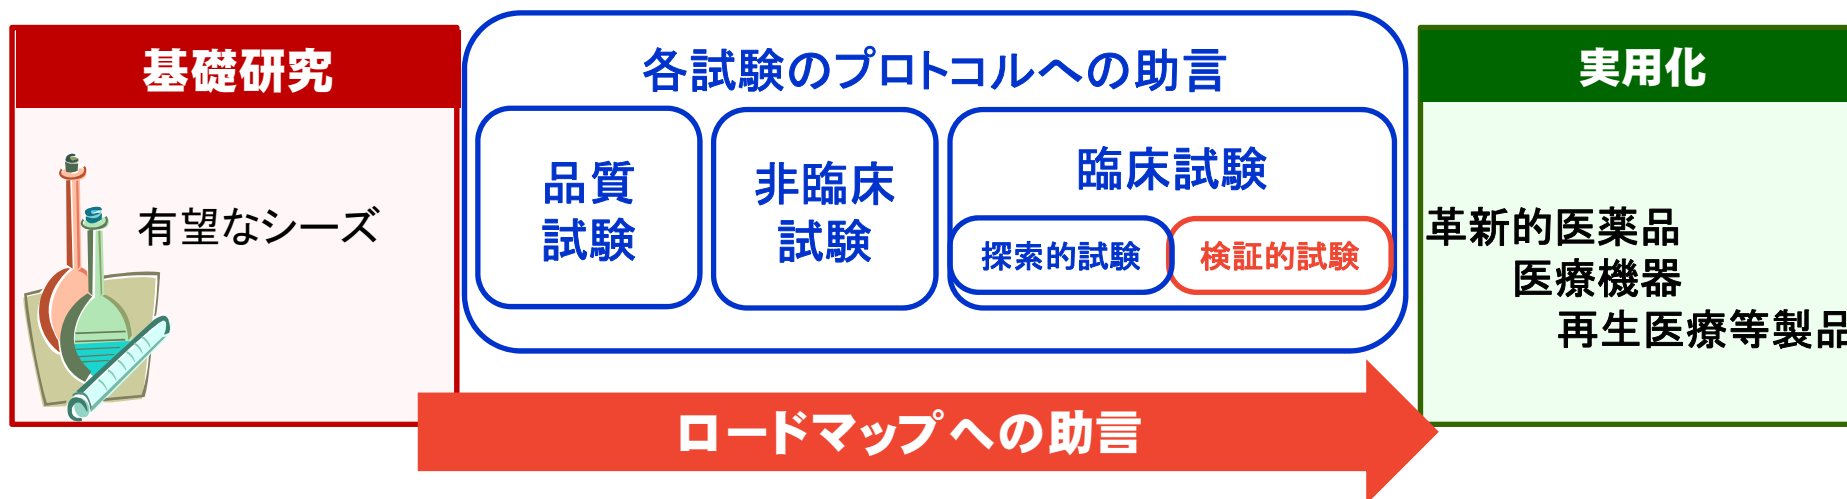 基礎研究
有望なシーズ
各試験のプロトコルへの助言
品質
試験
非臨床
試験
臨床試験
探索的試験
検証的試験
実用化
革新的医薬品
医療機器
再生医療等製品
ロードマップへの助言